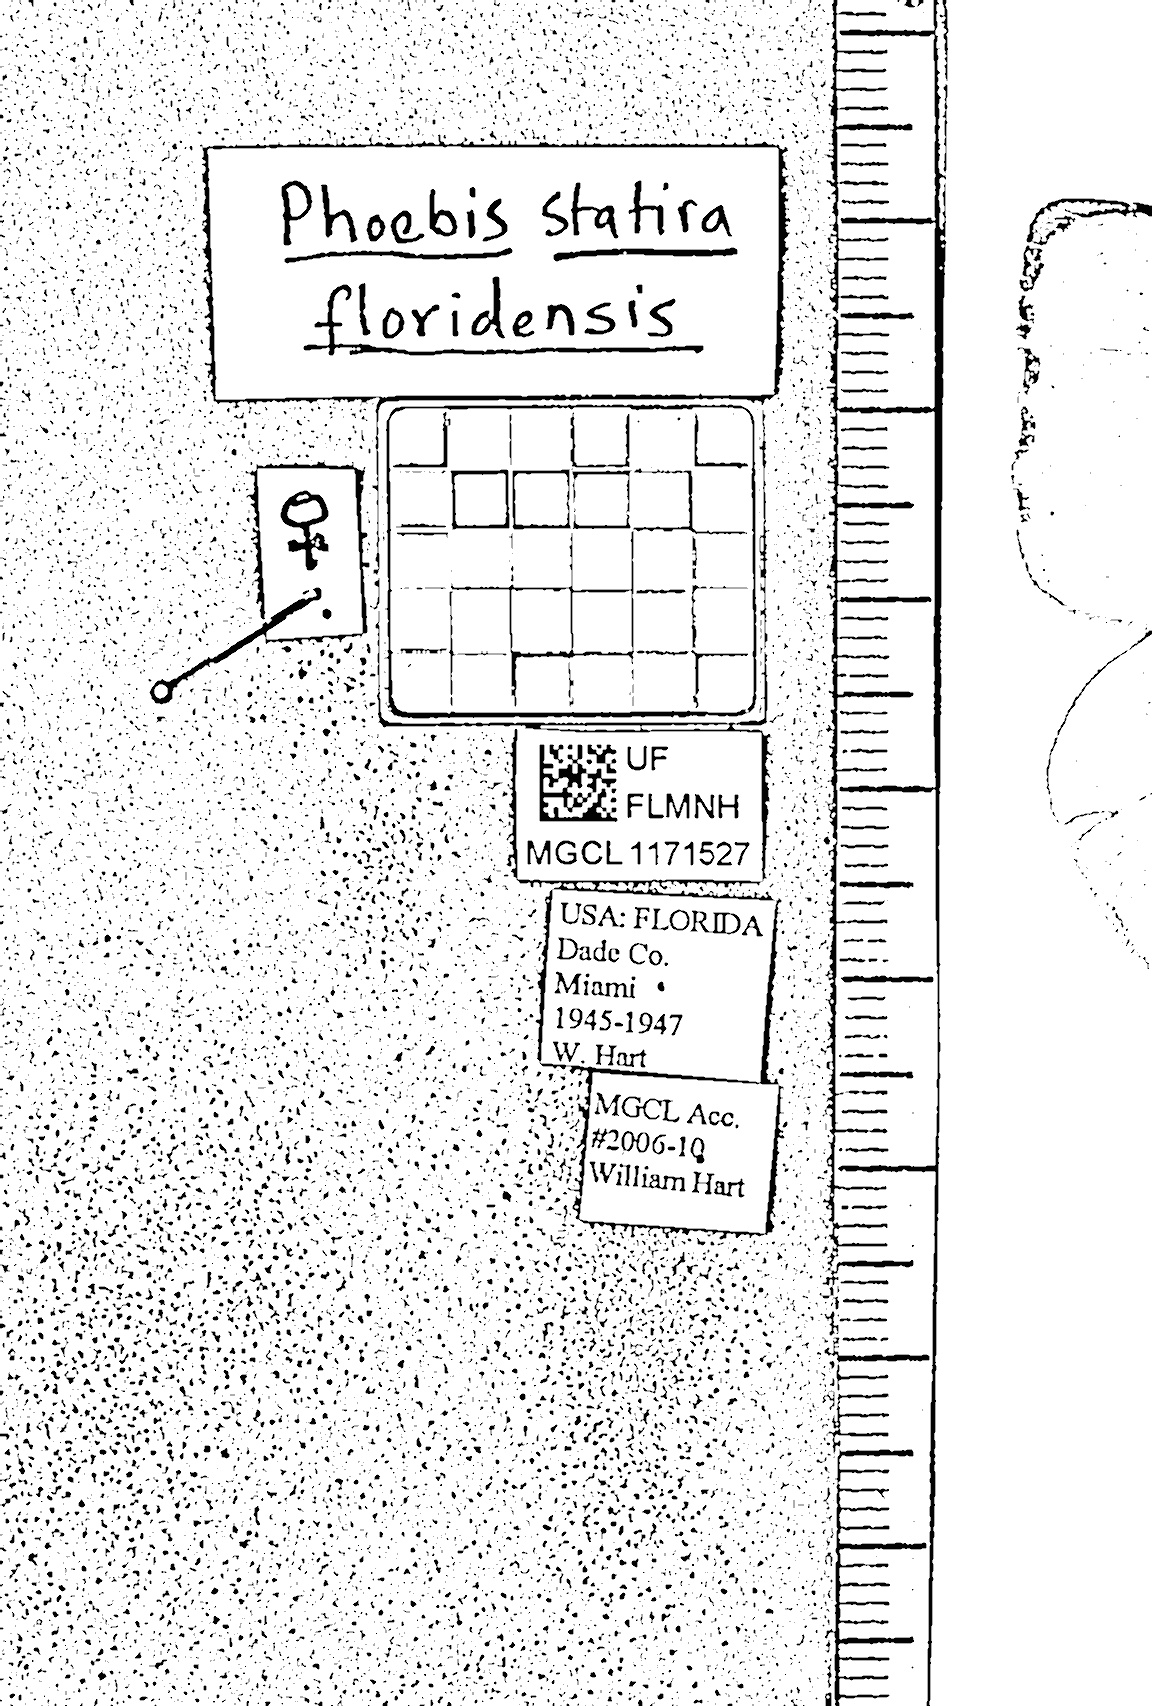 Phoebis statira
floridensis
♀
UF
FLMNH
MGCL 1171527
USA: FLORIDA
Dade Co.
Miami
1945-1947
W. Hart
MGCL Acc.
#2006-10
William Hart